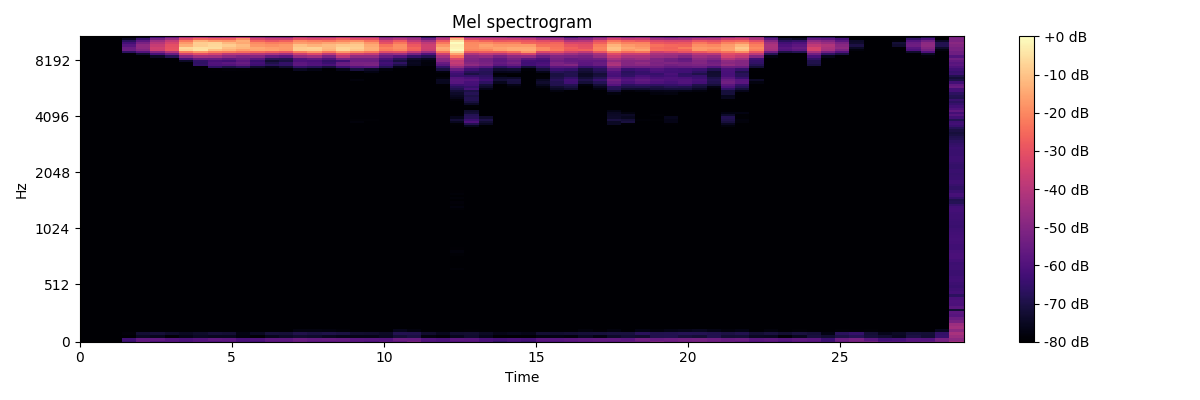 Mel spectrogram
+0 dB
8192
-10 dB
4096
-20 dB
-30 dB
2048
Hz
-40 dB
1024
-50 dB
-60 dB
512
-70 dB
0
-80 dB
0 5 10 15 20 25
Time